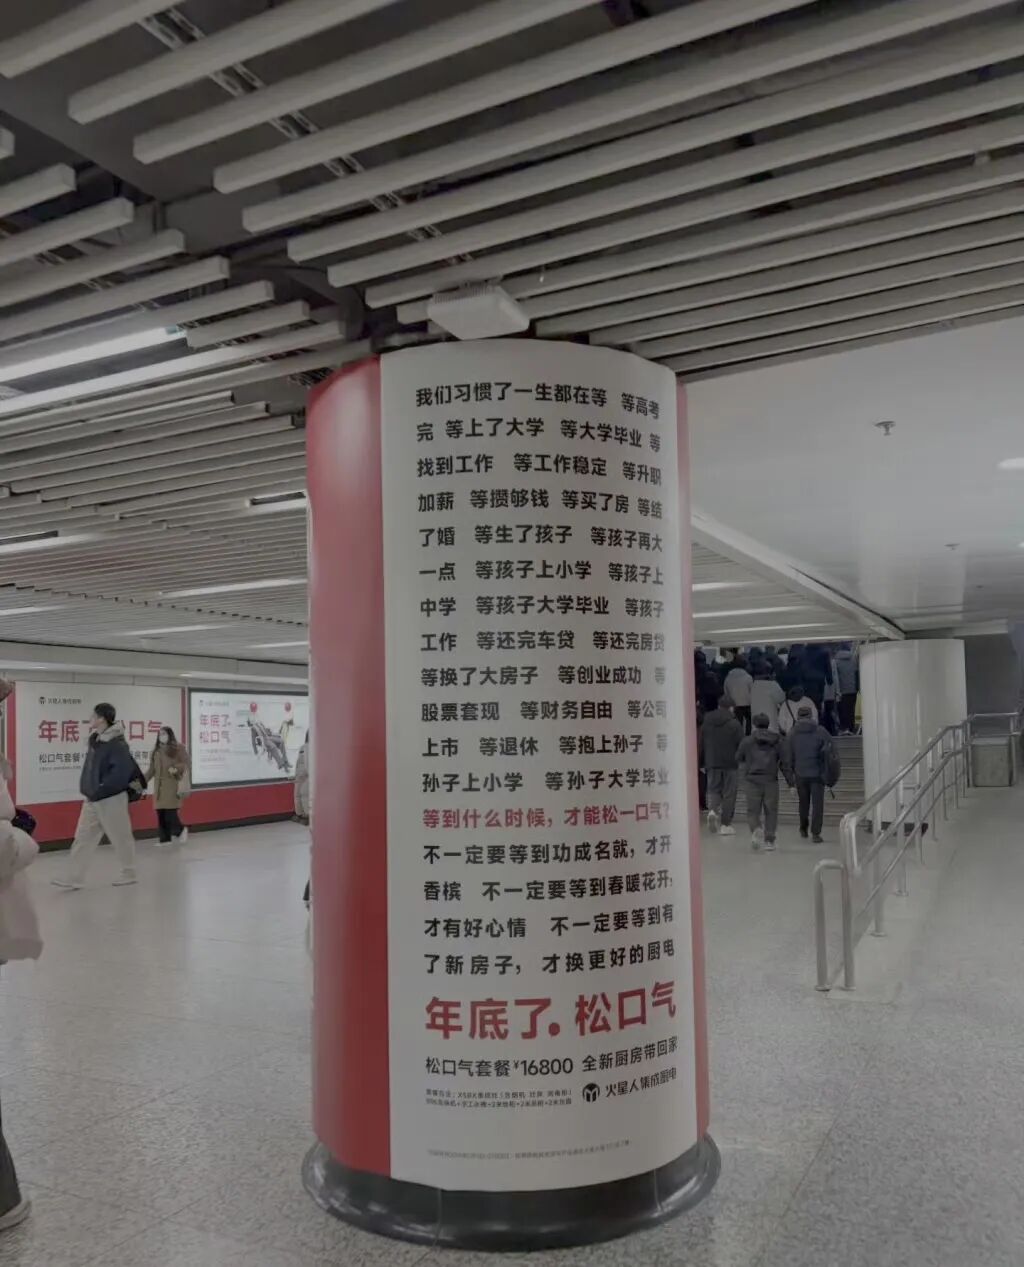 我们习惯了一生都在等 等高考
完 等上了大学 等大学毕业 等
找到工作 等工作稳定 等升职
加薪 等攒够钱 等买了房 等结
了婚 等生了孩子 等孩子再大
一点 等孩子上小学 等孩子上
中学 等孩子大学毕业 等孩子
工作 等还完车贷 等还完房贷
等换了大房子 等创业成功 等
股票套现 等财务自由 等公司
上市 等退休 等抱上孙子 等
孙子上小学 等孙子大学毕业
等到什么时候，才能松一口气？
不一定要等到功成名就，才开
香槟 不一定要等到春暖花开，
才有好心情 不一定要等到有
了新房子，才换更好的厨电
年底了。松口气
松口气套餐¥16800 全新厨房带回家
火星人集成厨电
火星人集成厨电
年底 松口气
松口气套餐
年底了。
松口气